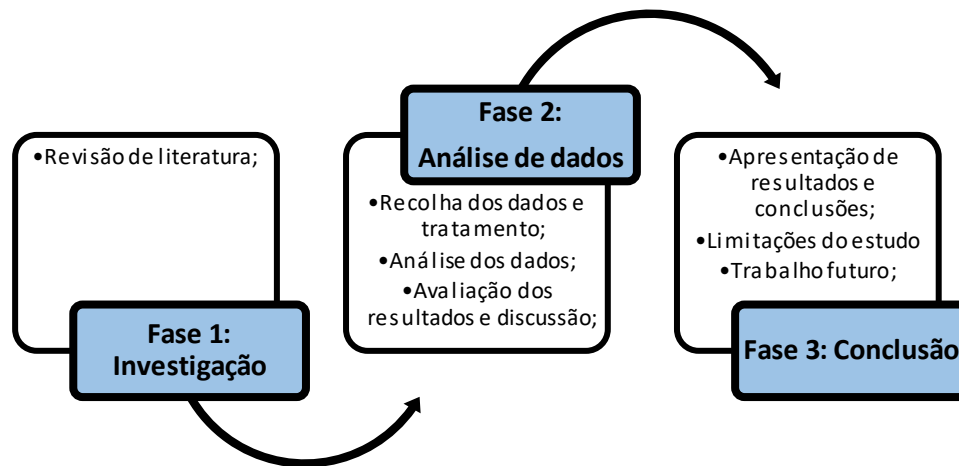 •Revisão de literatura;
Fase 1:
Investigação
Fase 2:
Análise de dados
•Recolha dos dados e
tratamento;
•Análise dos dados;
•Avaliação dos
resultados e discussão;
•Apresentação de
resultados e
conclusões;
•Limitações do estudo
•Trabalho futuro;
Fase 3: Conclusão